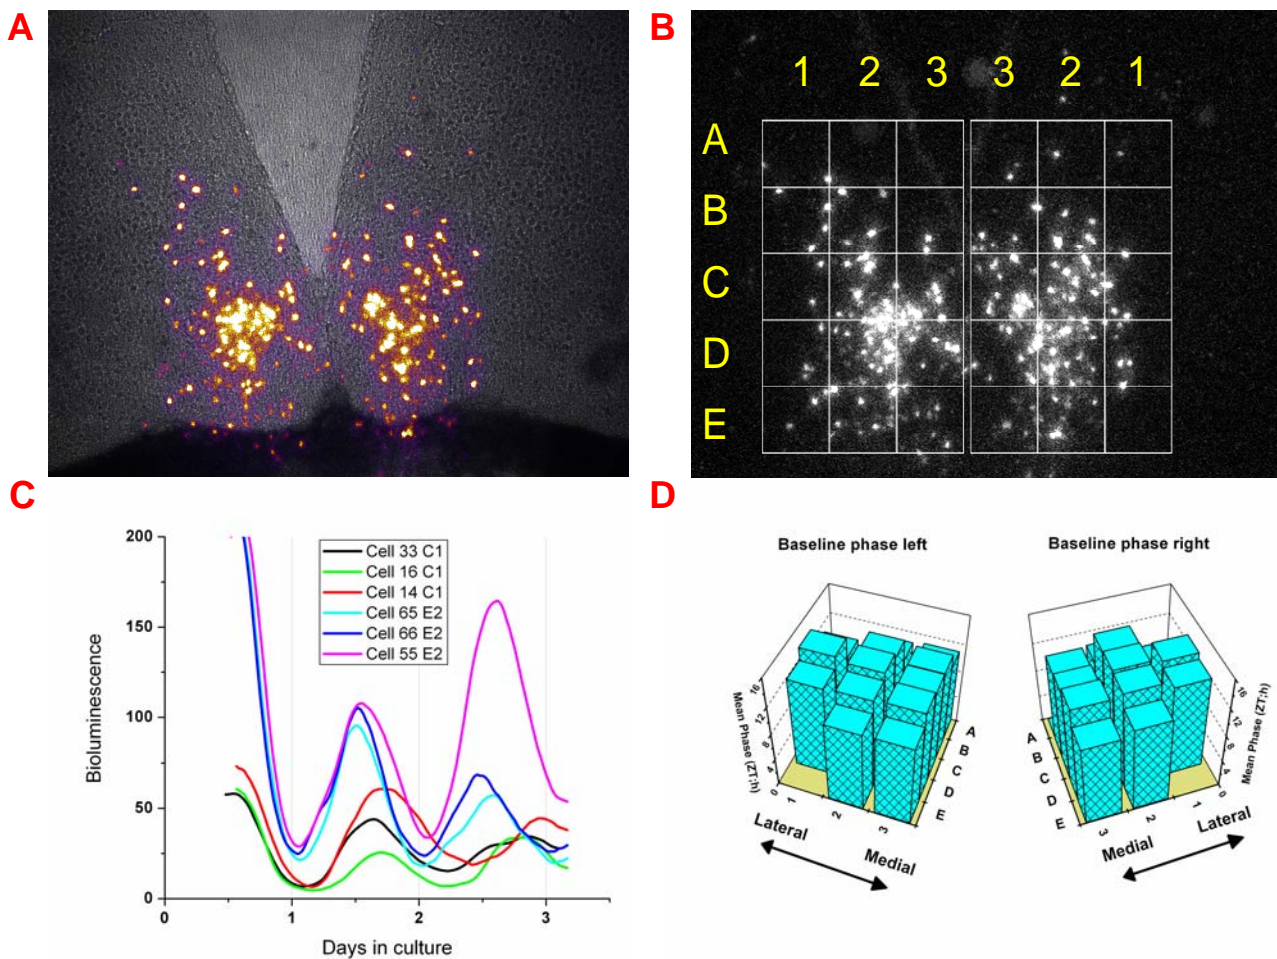 A
B
1 2 3 3 2 1
A
B
C
D
E
C
D
200
150
100
50
0
0 1 2 3
Bioluminescence
Days in culture
Cell 33 C1
Cell 16 C1
Cell 14 C1
Cell 65 E2
Cell 66 E2
Cell 55 E2
Baseline phase left
Mean Phase (ZT;h)
16
12
8
4
0
1
2
3
A
B
C
D
E
Lateral
Medial
Baseline phase right
A
B
C
D
E
3
2
1
0
4
8
12
16
Mean Phase (ZT;h)
Medial
Lateral